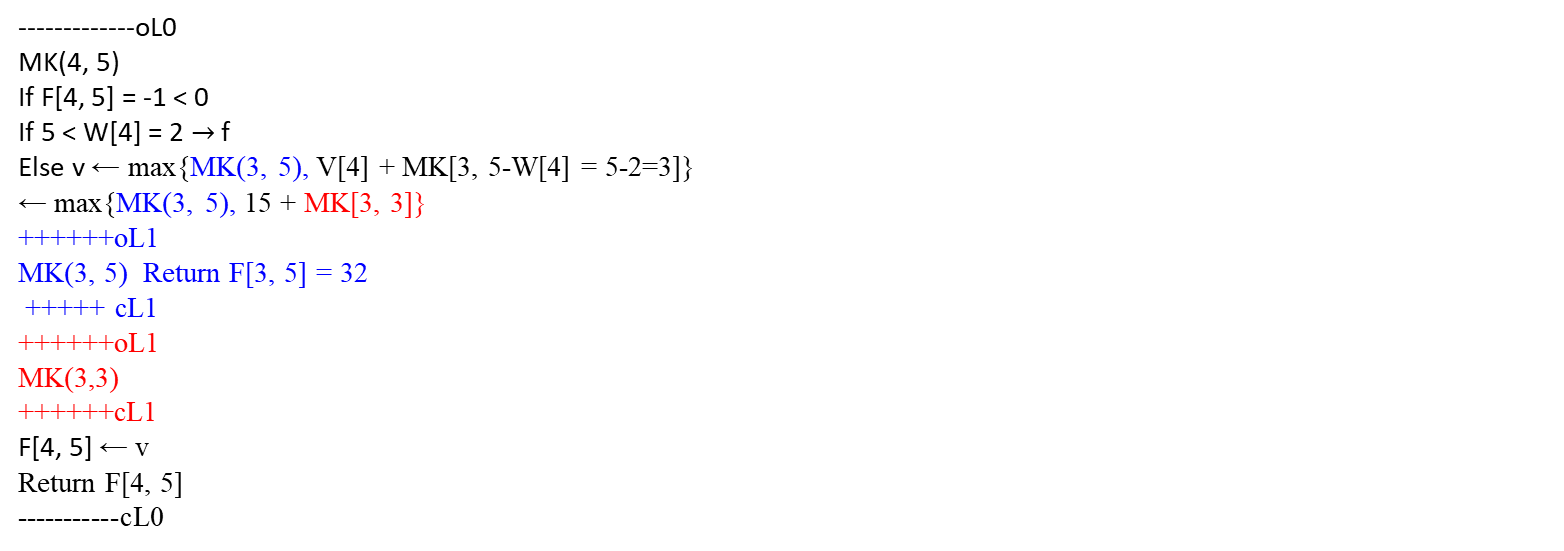 -------------oL0
MK(4, 5)
If F[4, 5] = -1 < 0
If 5 < W[4] = 2 → f
Else v ← max{MK(3, 5), V[4] + MK[3, 5-W[4] = 5-2=3]}
← max{MK(3, 5), 15 + MK[3, 3]}
++++++oL1
MK(3, 5) Return F[3, 5] = 32
+++++ cL1
++++++oL1
MK(3,3)
++++++cL1
F[4, 5] ← v
Return F[4, 5]
-----------cL0